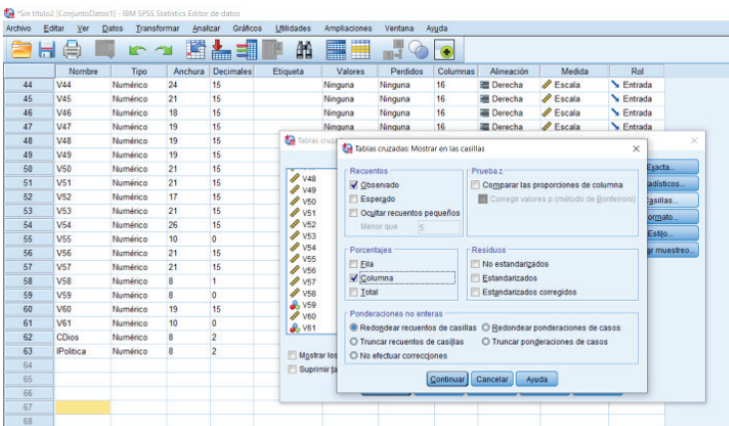 *Sin título2 [ConjuntoDatos1] - IBM SPSS Statistics Editor de datos
Archivo Editar Ver Datos Transformar Analizar Gráficos Utilidades Ampliaciones Ventana Ayuda
Nombre Tipo Anchura Decimales Etiqueta Valores Perdidos Columnas Alineación Medida Rol
44 V44 Numérico 24 15 Ninguna Ninguna 16 Derecha Escala Entrada
45 V45 Numérico 21 15 Ninguna Ninguna 16 Derecha Escala Entrada
46 V46 Numérico 18 15 Ninguna Ninguna 16 Derecha Escala Entrada
47 V47 Numérico 19 15 Ninguna Ninguna 16 Derecha Escala Entrada
48 V48 Numérico 19 15
49 V49 Numérico 19 15
50 V50 Numérico 21 15
51 V51 Numérico 21 15
52 V52 Numérico 17 15
53 V53 Numérico 21 15
54 V54 Numérico 26 15
55 V55 Numérico 10 0
56 V56 Numérico 21 15
57 V57 Numérico 21 15
58 V58 Numérico 8 1
59 V59 Numérico 8 0
60 V60 Numérico 19 15
61 V61 Numérico 10 0
62 CDios Numérico 8 2
63 IPolitica Numérico 8 2
64
65
66
67
68
Tablas cruz
V48
V49
V50
V51
V52
V53
V54
V55
V56
V57
V58
V59
V60
V61
Mostrar los
Suprimir ta
Exacta...
adísticos...
Casillas...
ormato...
Estilo...
ar muestreo...
Tablas cruzadas: Mostrar en las casillas
Recuentos
Observado
Esperado
Ocultar recuentos pequeños
Menor que 5
Prueba z
Comparar las proporciones de columna
Corregir valores p (método de Bonferroni)
Porcentajes
Fila
Columna
Total
Residuos
No estandarizados
Estandarizados
Estandarizados corregidos
Ponderaciones no enteras
Redondear recuentos de casillas Redondear ponderaciones de casos
Truncar recuentos de casillas Truncar ponderaciones de casos
No efectuar correcciones
Continuar Cancelar Ayuda